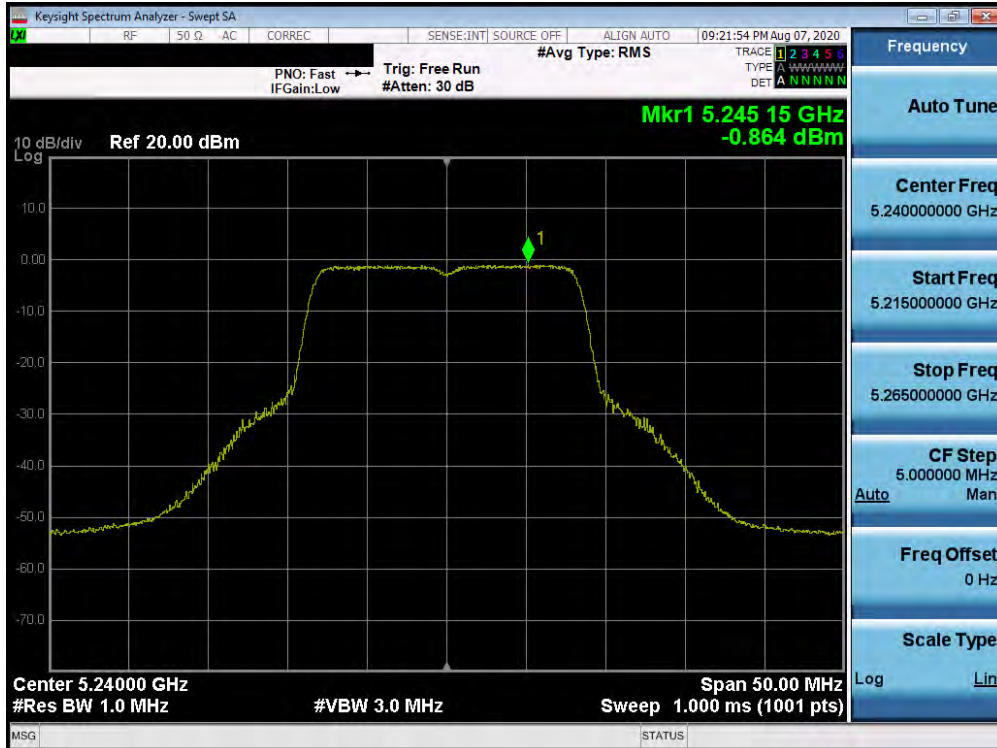 Keysight Spectrum Analyzer - Swept SA
LXI RF 50 Ω AC CORREC SENSE:INT SOURCE OFF ALIGN AUTO 09:21:54 PM Aug 07, 2020
#Avg Type: RMS TRACE 1 2 3 4 5 6
PNO: Fast Trig: Free Run TYPE A WWWWW
IFGain:Low #Atten: 30 dB DET A N N N N N
Mkr1 5.245 15 GHz
-0.864 dBm
10 dB/div Ref 20.00 dBm
Log
10.0
0.00
-10.0
-20.0
-30.0
-40.0
-50.0
-60.0
-70.0
1
Center 5.24000 GHz Span 50.00 MHz
#Res BW 1.0 MHz #VBW 3.0 MHz Sweep 1.000 ms (1001 pts)
MSG STATUS
Frequency
Auto Tune
Center Freq
5.240000000 GHz
Start Freq
5.215000000 GHz
Stop Freq
5.265000000 GHz
CF Step
5.000000 MHz
Auto Man
Freq Offset
0 Hz
Scale Type
Log Lin